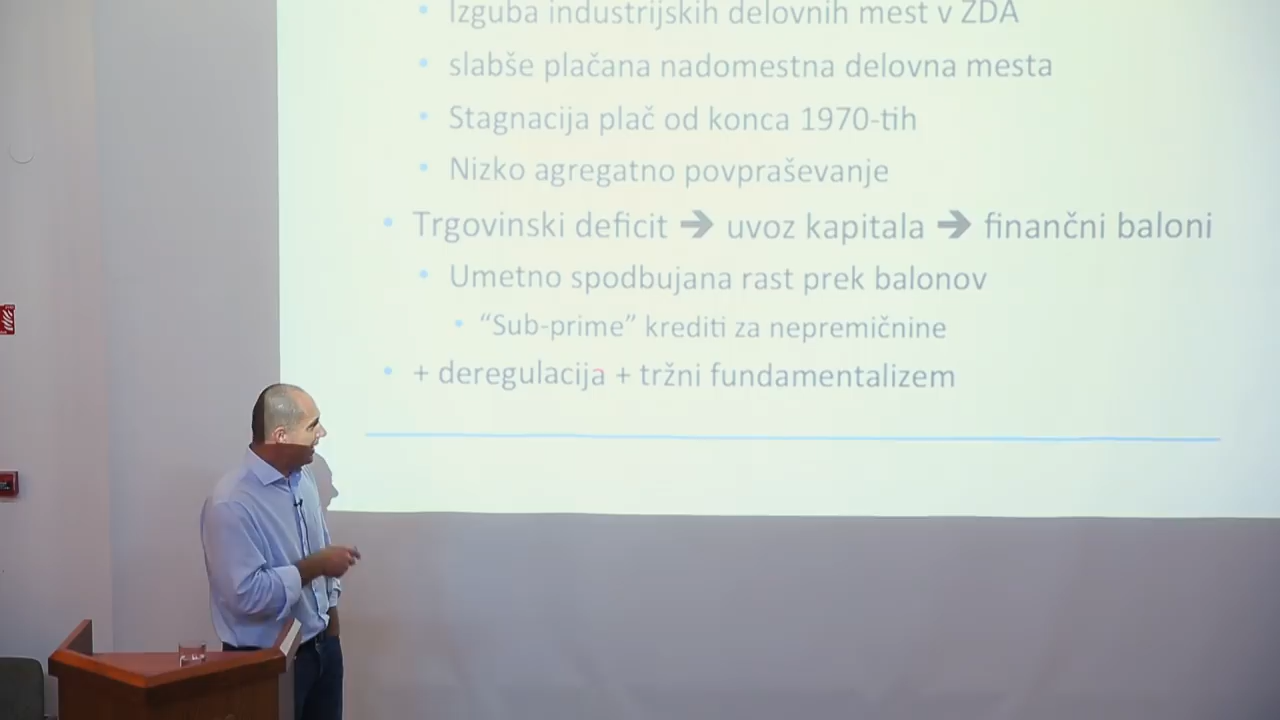 • Izguba industrijskih delovnih mest v ZDA
• slabše plačana nadomestna delovna mesta
• Stagnacija plač od konca 1970-tih
• Nizko agregatno povpraševanje
• Trgovinski deficit ➔ uvoz kapitala ➔ finančni baloni
• Umetno spodbujana rast prek balonov
• “Sub-prime” krediti za nepremičnine
• + deregulacija + tržni fundamentalizem